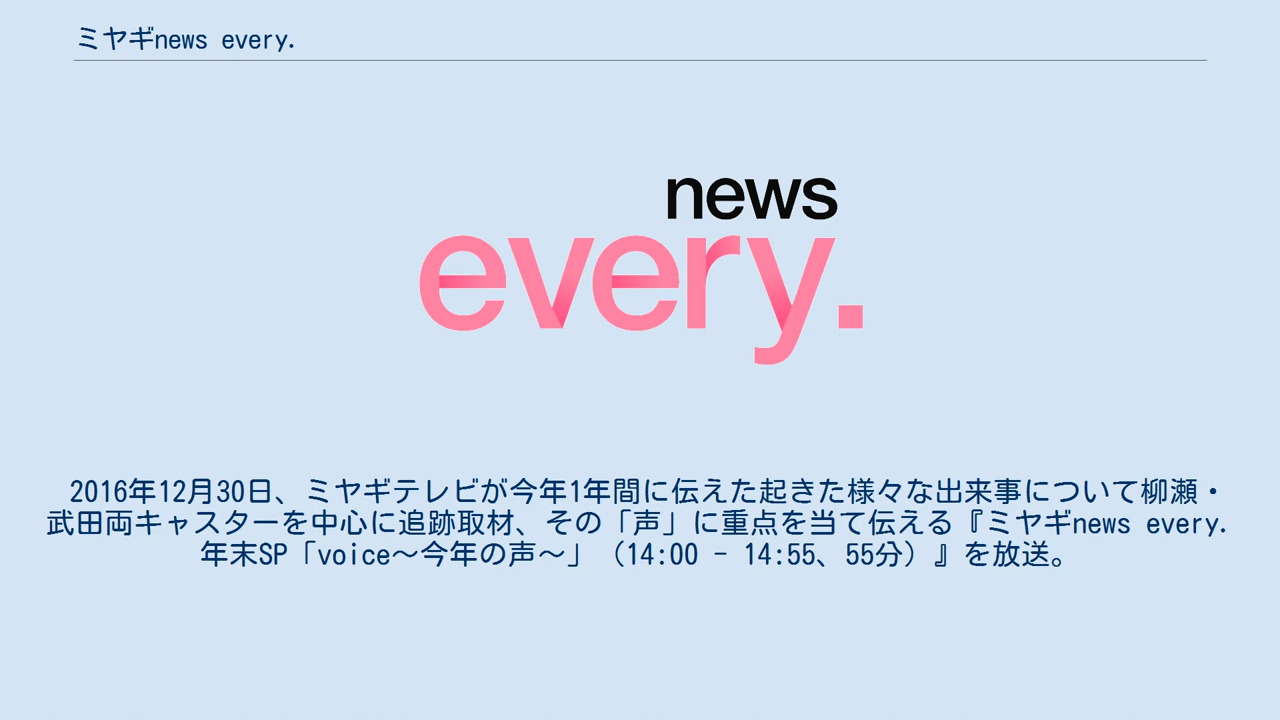 ミヤギnews every.
news
every.
2016年12月30日、ミヤギテレビが今年1年間に伝えた起きた様々な出来事について柳瀬・
武田両キャスターを中心に追跡取材、その「声」に重点を当て伝える『ミヤギnews every.
年末SP「voice〜今年の声〜」（14:00 - 14:55、55分）』を放送。